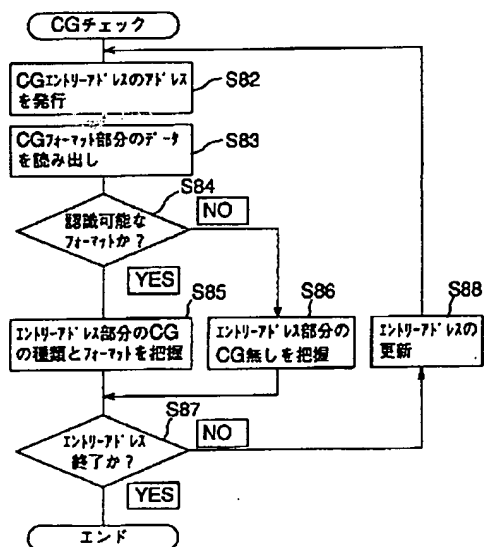 CGチェック
CGｴﾝﾄﾘｰｱﾄﾞﾚｽのアドレス
を発行
S82
CGﾌｫｰﾏｯﾄ部分のデータ
を読み出し
S83
S84
認識可能な
フォーマットか?
NO
YES
S85
ｴﾝﾄﾘｰｱﾄﾞﾚｽ部分のCG
の種類とフォーマットを把握
S86
ｴﾝﾄﾘｰｱﾄﾞﾚｽ部分の
CG無しを把握
S88
ｴﾝﾄﾘｰｱﾄﾞﾚｽの
更新
S87
ｴﾝﾄﾘｰｱﾄﾞﾚｽ
終了か?
NO
YES
エンド